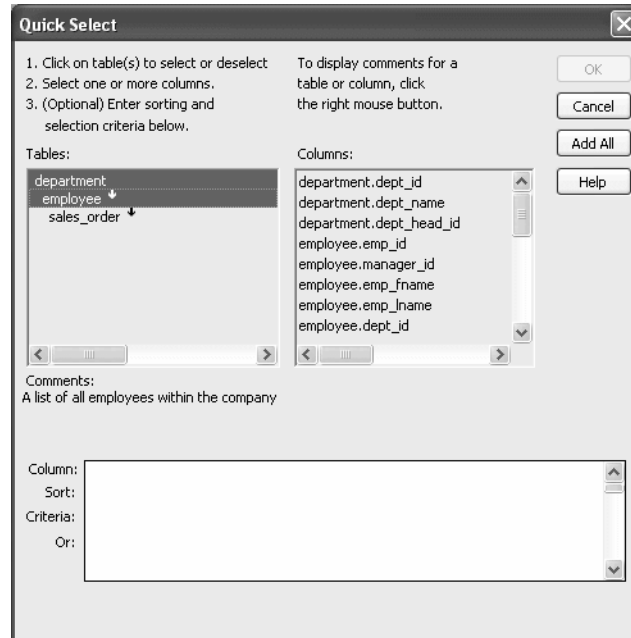 Quick Select
1. Click on table(s) to select or deselect
2. Select one or more columns.
3. (Optional) Enter sorting and
selection criteria below.
To display comments for a
table or column, click
the right mouse button.
OK
Cancel
Add All
Help
Tables:
department
employee
sales_order
Columns:
department.dept_id
department.dept_name
department.dept_head_id
employee.emp_id
employee.manager_id
employee.emp_fname
employee.emp_lname
employee.dept_id
Comments:
A list of all employees within the company
Column:
Sort:
Criteria:
Or: